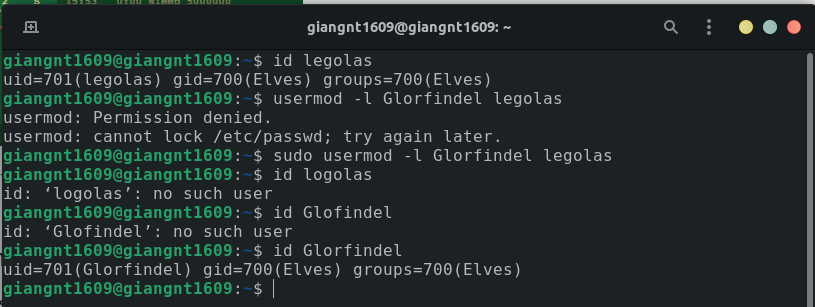 giangnt1609@giangnt1609: ~
giangnt1609@giangnt1609:~$ id legolas
uid=701(legolas) gid=700(Elves) groups=700(Elves)
giangnt1609@giangnt1609:~$ usermod -l Glorfindel legolas
usermod: Permission denied.
usermod: cannot lock /etc/passwd; try again later.
giangnt1609@giangnt1609:~$ sudo usermod -l Glorfindel legolas
giangnt1609@giangnt1609:~$ id logolas
id: ‘logolas’: no such user
giangnt1609@giangnt1609:~$ id Glofindel
id: ‘Glofindel’: no such user
giangnt1609@giangnt1609:~$ id Glorfindel
uid=701(Glorfindel) gid=700(Elves) groups=700(Elves)
giangnt1609@giangnt1609:~$